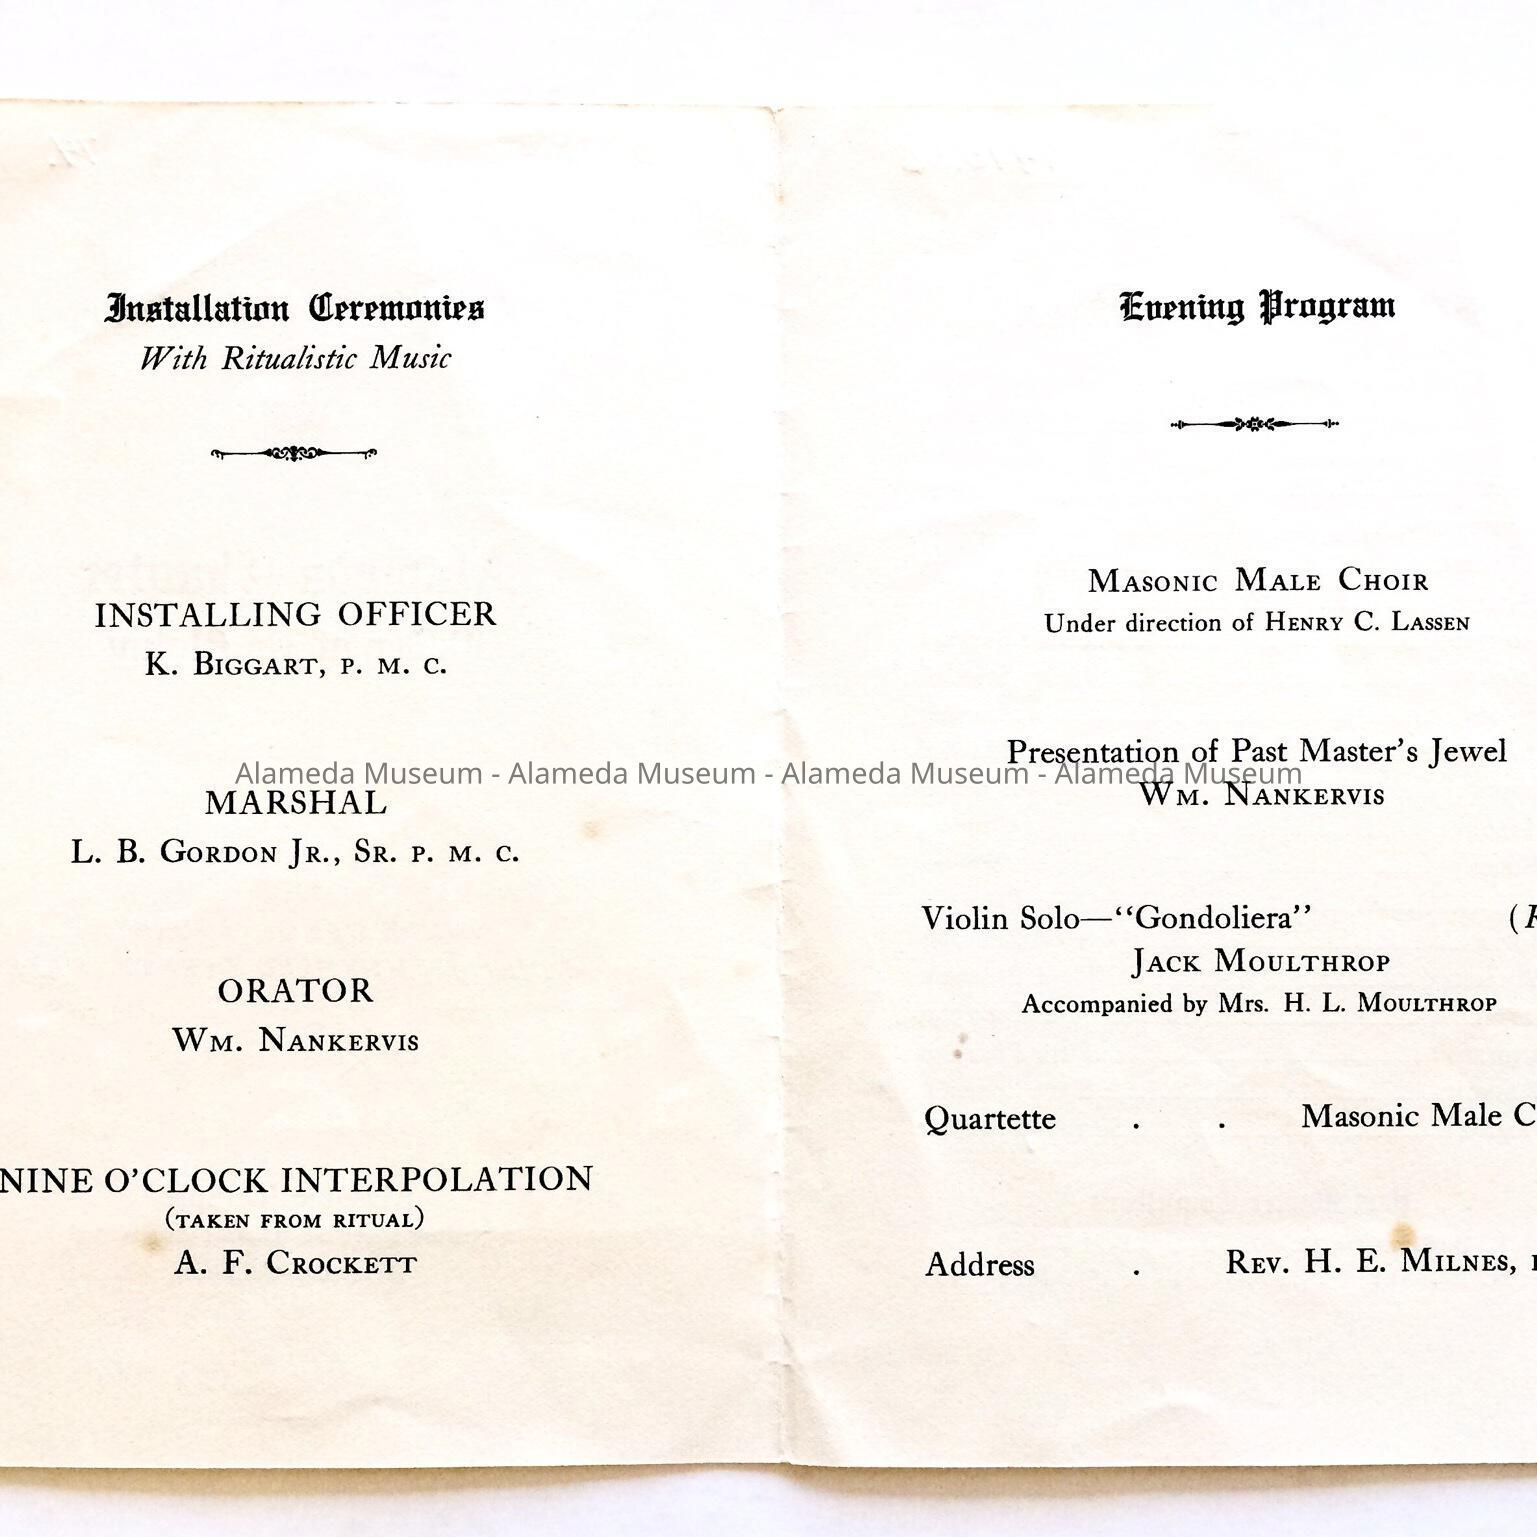 Installation Ceremonies
With Ritualistic Music
INSTALLING OFFICER
K. BIGGART, P. M. C.
MARSHAL
L. B. GORDON JR., SR. P. M. C.
ORATOR
WM. NANKERVIS
NINE O'CLOCK INTERPOLATION
(TAKEN FROM RITUAL)
A. F. CROCKETT
Evening Program
MASONIC MALE CHOIR
Under direction of HENRY C. LASSEN
Presentation of Past Master's Jewel
WM. NANKERVIS
Violin Solo—“Gondoliera”
JACK MOULTHROP
Accompanied by Mrs. H. L. MOULTHROP
Quartette . . Masonic Male
Address . REV. H. E. MILNES,
Alameda Museum - Alameda Museum - Alameda Museum - Alameda Museum